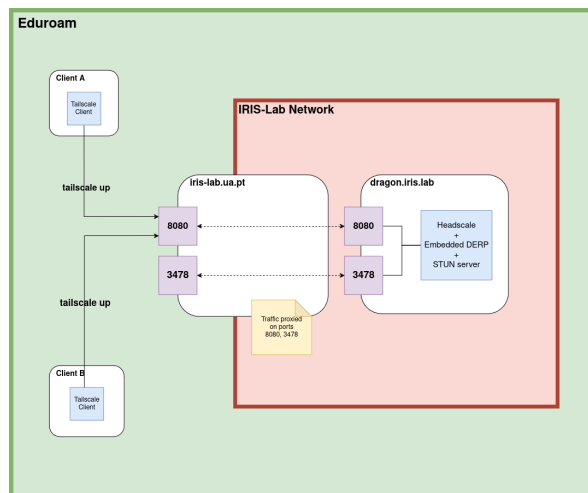 Eduroam
Client A
Tailscale
Client
tailscale up
IRIS-Lab Network
iris-lab.ua.pt
dragon.iris.lab
8080
8080
3478
3478
Headscale
+
Embedded DERP
+
STUN server
Traffic proxied
on ports
8080, 3478
tailscale up
Client B
Tailscale
Client